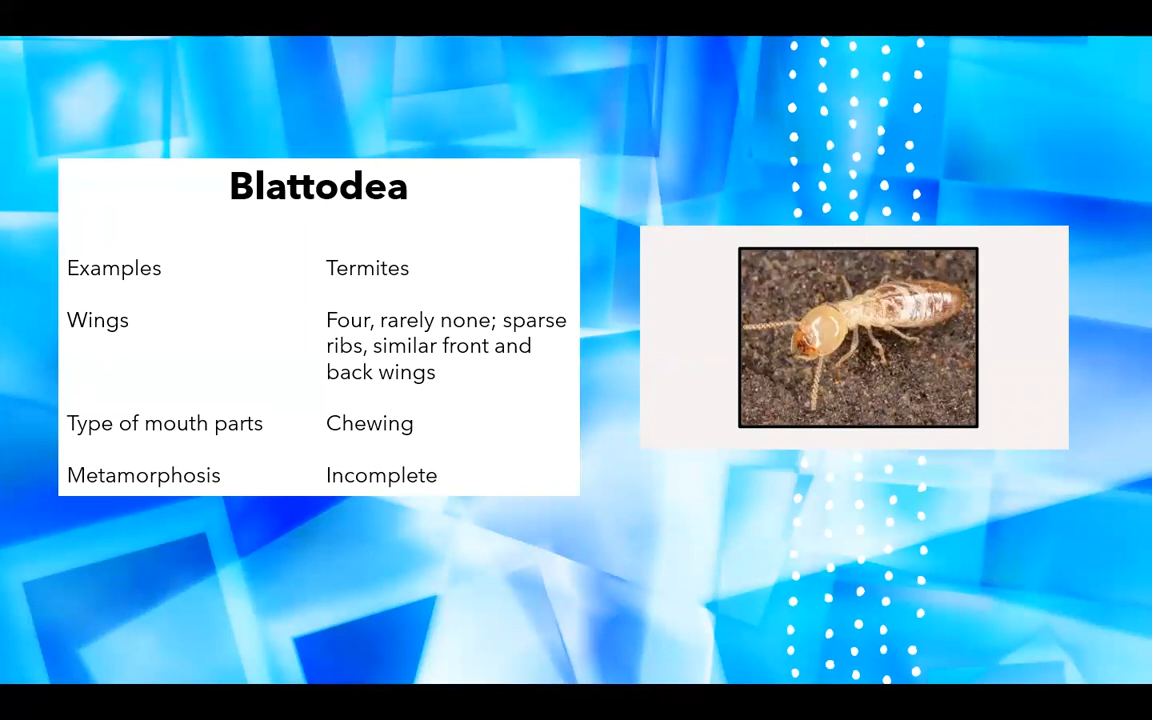 Blattodea
Examples Termites
Wings Four, rarely none; sparse
ribs, similar front and
back wings
Type of mouth parts Chewing
Metamorphosis Incomplete